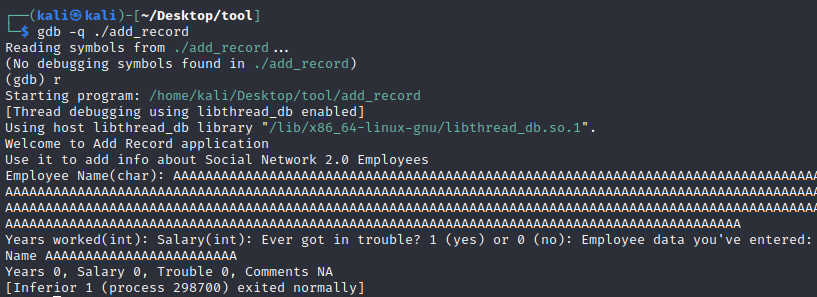 ┌──(kali㉿kali)-[~/Desktop/tool]
└─$ gdb -q ./add_record
Reading symbols from ./add_record...
(No debugging symbols found in ./add_record)
(gdb) r
Starting program: /home/kali/Desktop/tool/add_record
[Thread debugging using libthread_db enabled]
Using host libthread_db library "/lib/x86_64-linux-gnu/libthread_db.so.1".
Welcome to Add Record application
Use it to add info about Social Network 2.0 Employees
Employee Name(char): AAAAAAAAAAAAAAAAAAAAAAAAAAAAAAAAAAAAAAAAAAAAAAAAAAAAAAAAAAAAAAAAAAAAAAAAAAAAAAAAA
AAAAAAAAAAAAAAAAAAAAAAAAAAAAAAAAAAAAAAAAAAAAAAAAAAAAAAAAAAAAAAAAAAAAAAAAAAAAAAAAAAAAAAAAAAAAAAAAAAAAAA
AAAAAAAAAAAAAAAAAAAAAAAAAAAAAAAAAAAAAAAAAAAAAAAAAAAAAAAAAAAAAAAAAAAAAAAAAAAAAAAAAAAAAAAAAAAAAAAAAAAAAA
AAAAAAAAAAAAAAAAAAAAAAAAAAAAAAAAAAAAAAAAAAAAAAAAAAAAAAAAAAAAAAAAAAAAAAAAAAAAAAAAAAAAAAAAAAAA
Years worked(int): Salary(int): Ever got in trouble? 1 (yes) or 0 (no): Employee data you've entered:
Name AAAAAAAAAAAAAAAAAAAAAAAA
Years 0, Salary 0, Trouble 0, Comments NA
[Inferior 1 (process 298700) exited normally]